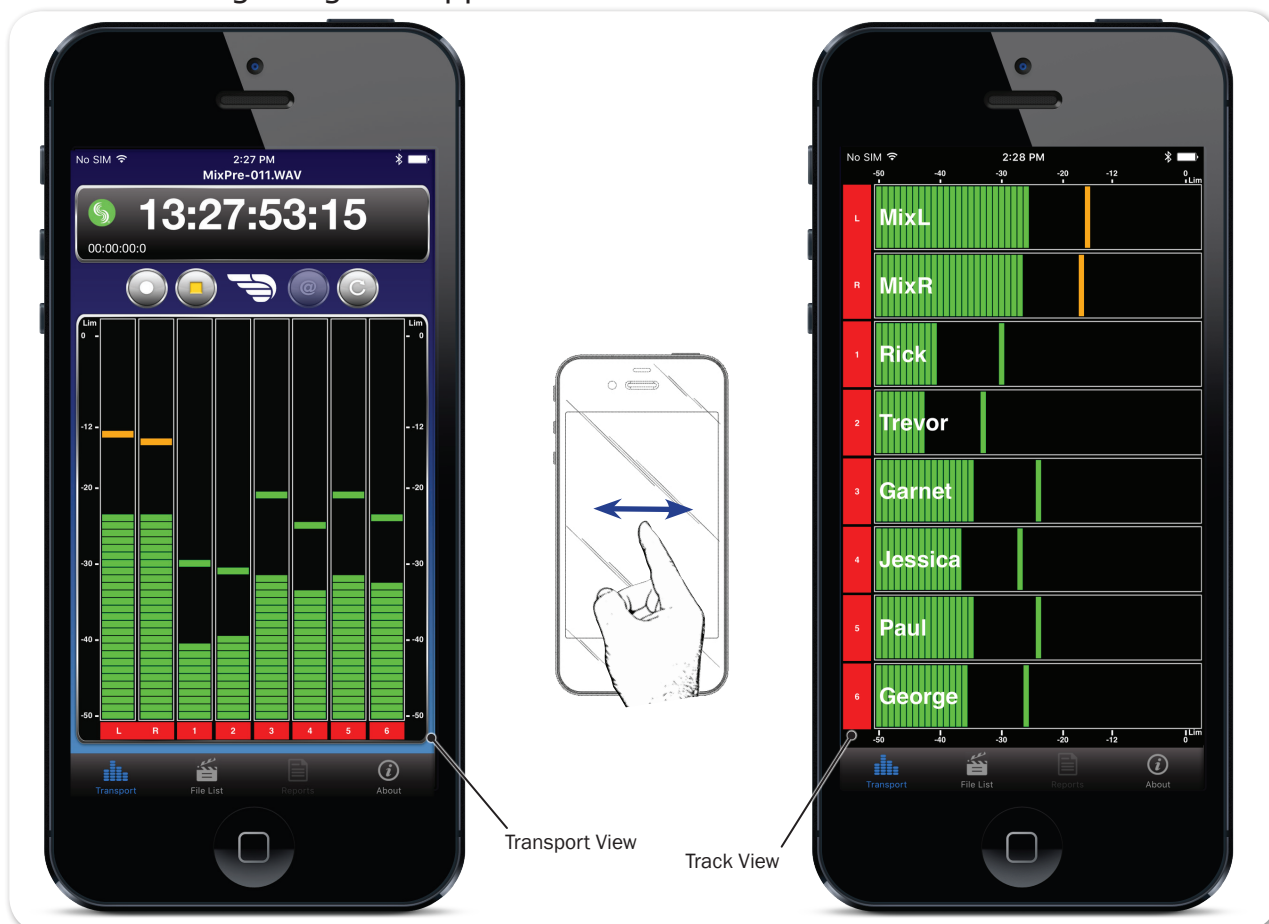 No SIM 2:27 PM
MixPre-011.WAV
13:27:53:15
00:00:00:0
@
Lim Lim
0 - - 0
-12 - - -12
-20 - - -20
-30 - - -30
-40 - - -40
-50 - - -50
L R 1 2 3 4 5 6
Transport File List Reports About
Transport View
No SIM 2:28 PM
-50 -40 -30 -20 -12 0
Lim
L MixL
R MixR
1 Rick
2 Trevor
3 Garnet
4 Jessica
5 Paul
6 George
-50 -40 -30 -20 -12 0
Lim
Transport File List Reports About
Track View